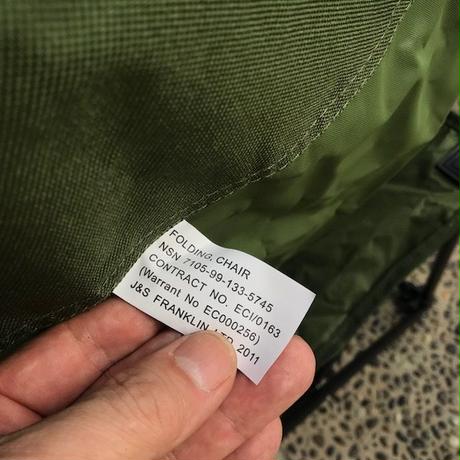 FOLDING, CHAIR
NSN 7105-99-133-5745
CONTRACT NO. ECI/0163
(Warrant No EC000256)
J&S FRANKLIN LTD 2011